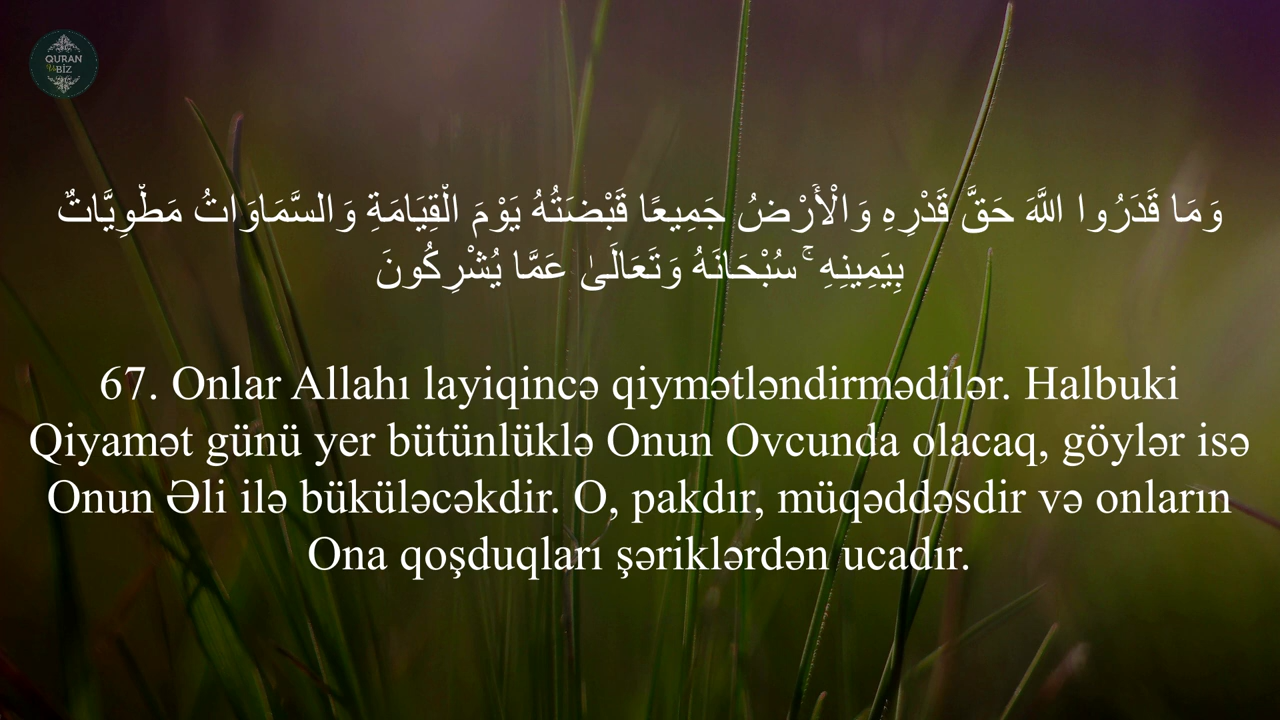 QURAN
Və
BİZ
وَمَا قَدَرُوا اللَّهَ حَقَّ قَدْرِهِ وَالْأَرْضُ جَمِيعًا قَبْضَتُهُ يَوْمَ الْقِيَامَةِ وَالسَّمَاوَاتُ مَطْوِيَّاتٌ
بِيَمِينِهِ ۚ سُبْحَانَهُ وَتَعَالَىٰ عَمَّا يُشْرِكُونَ
67. Onlar Allahı layiqincə qiymətləndirmədilər. Halbuki
Qiyamət günü yer bütünlüklə Onun Ovcunda olacaq, göylər isə
Onun Əli ilə büküləcəkdir. O, pakdır, müqəddəsdir və onların
Ona qoşduqları şəriklərdən ucadır.